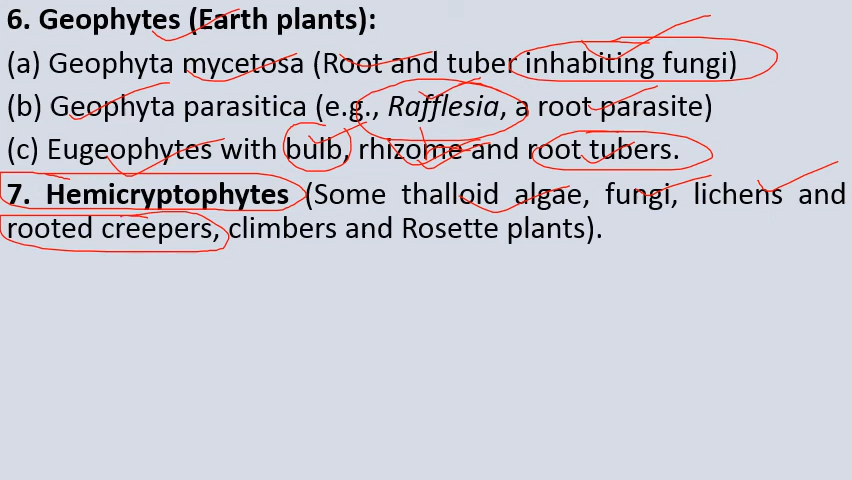 6. Geophytes (Earth plants):
(a) Geophyta mycetosa (Root and tuber inhabiting fungi)
(b) Geophyta parasitica (e.g., Rafflesia, a root parasite)
(c) Eugeophytes with bulb, rhizome and root tubers.
7. Hemicryptophytes (Some thalloid algae, fungi, lichens and
rooted creepers, climbers and Rosette plants).